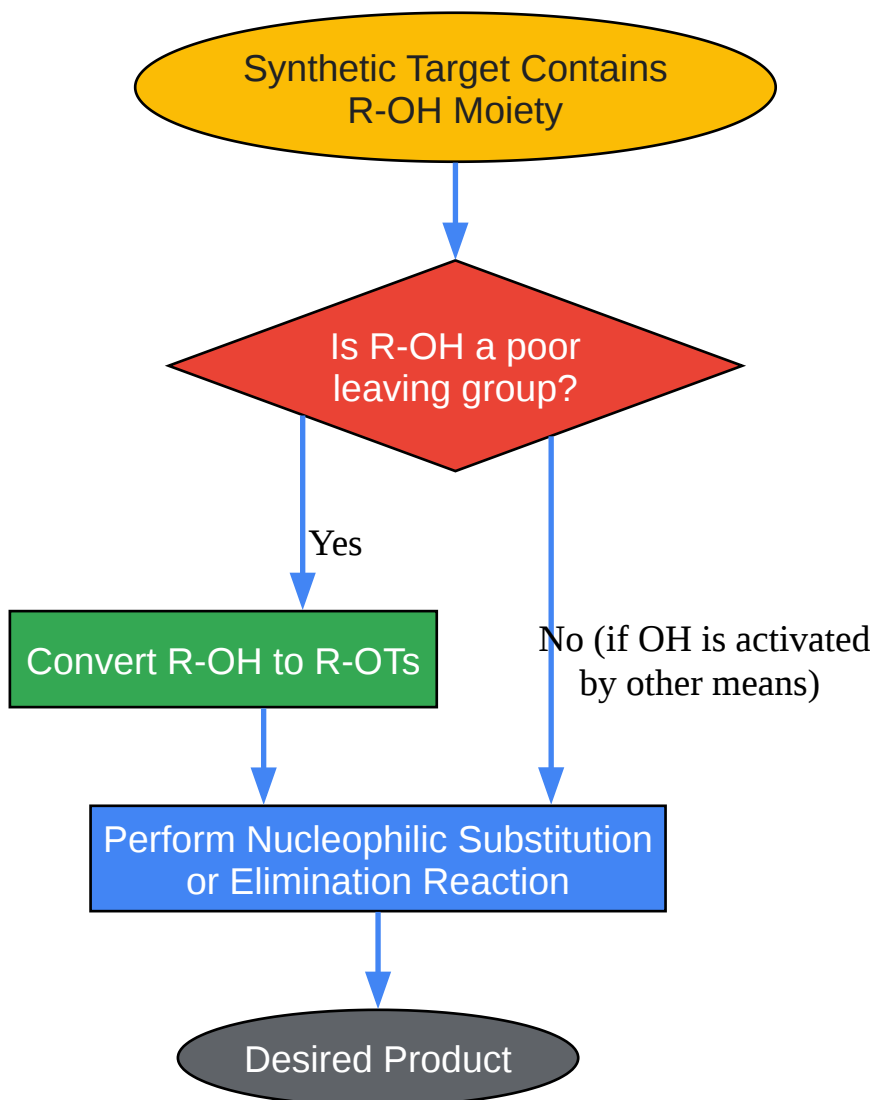 Synthetic Target Contains
R-OH Moiety
Is R-OH a poor
leaving group?
Yes
Convert R-OH to R-OTs
No (if OH is activated
by other means)
Perform Nucleophilic Substitution
or Elimination Reaction
Desired Product